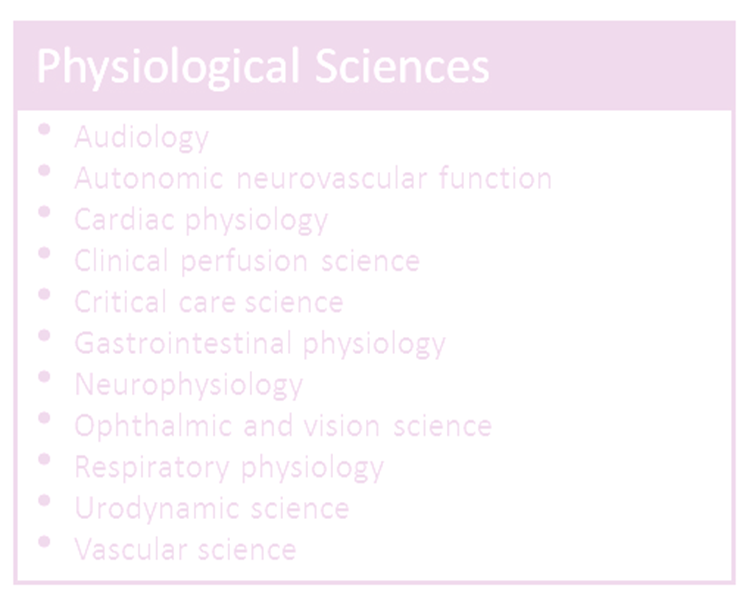 Physiological Sciences
• Audiology
• Autonomic neurovascular function
• Cardiac physiology
• Clinical perfusion science
• Critical care science
• Gastrointestinal physiology
• Neurophysiology
• Ophthalmic and vision science
• Respiratory physiology
• Urodynamic science
• Vascular science